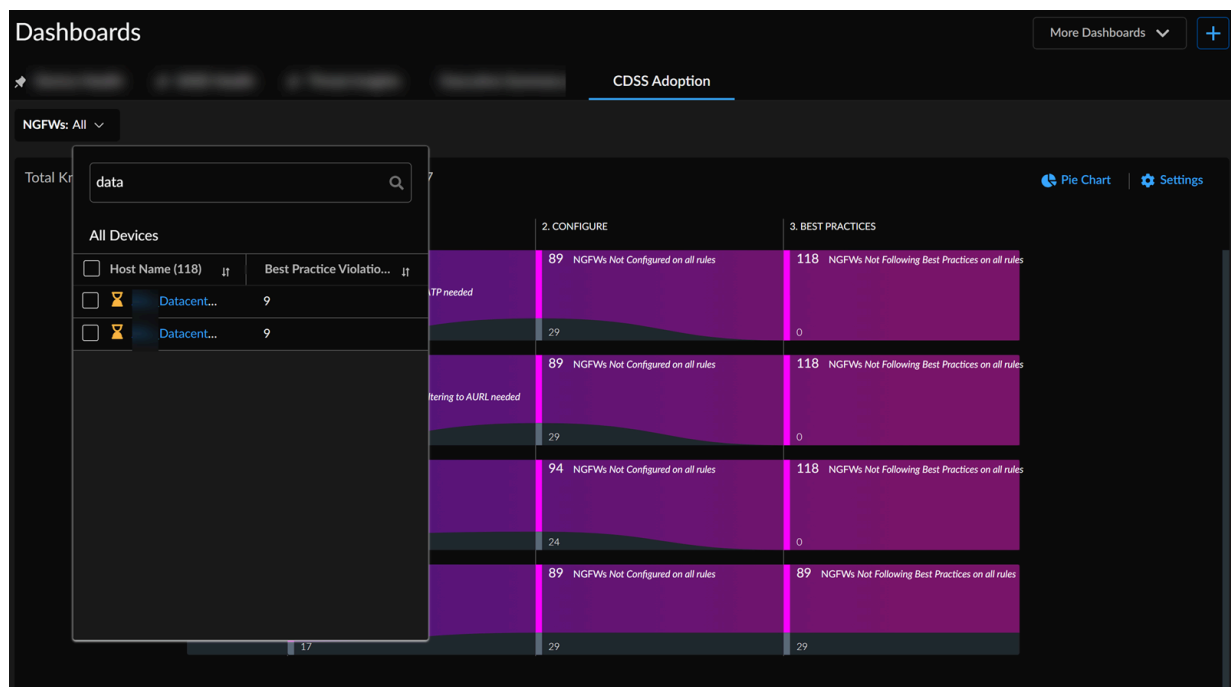 Dashboards
More Dashboards
CDSS Adoption
NGFWs: All
Total Kr
7
Pie Chart
Settings
data
All Devices
Host Name (118)
Best Practice Violatio...
Datacent...
9
Datacent...
9
2. CONFIGURE
3. BEST PRACTICES
ATP needed
89 NGFWs Not Configured on all rules
118 NGFWs Not Following Best Practices on all rules
29
0
ltering to AURL needed
89 NGFWs Not Configured on all rules
118 NGFWs Not Following Best Practices on all rules
29
0
94 NGFWs Not Configured on all rules
118 NGFWs Not Following Best Practices on all rules
24
0
89 NGFWs Not Configured on all rules
89 NGFWs Not Following Best Practices on all rules
17
29
29